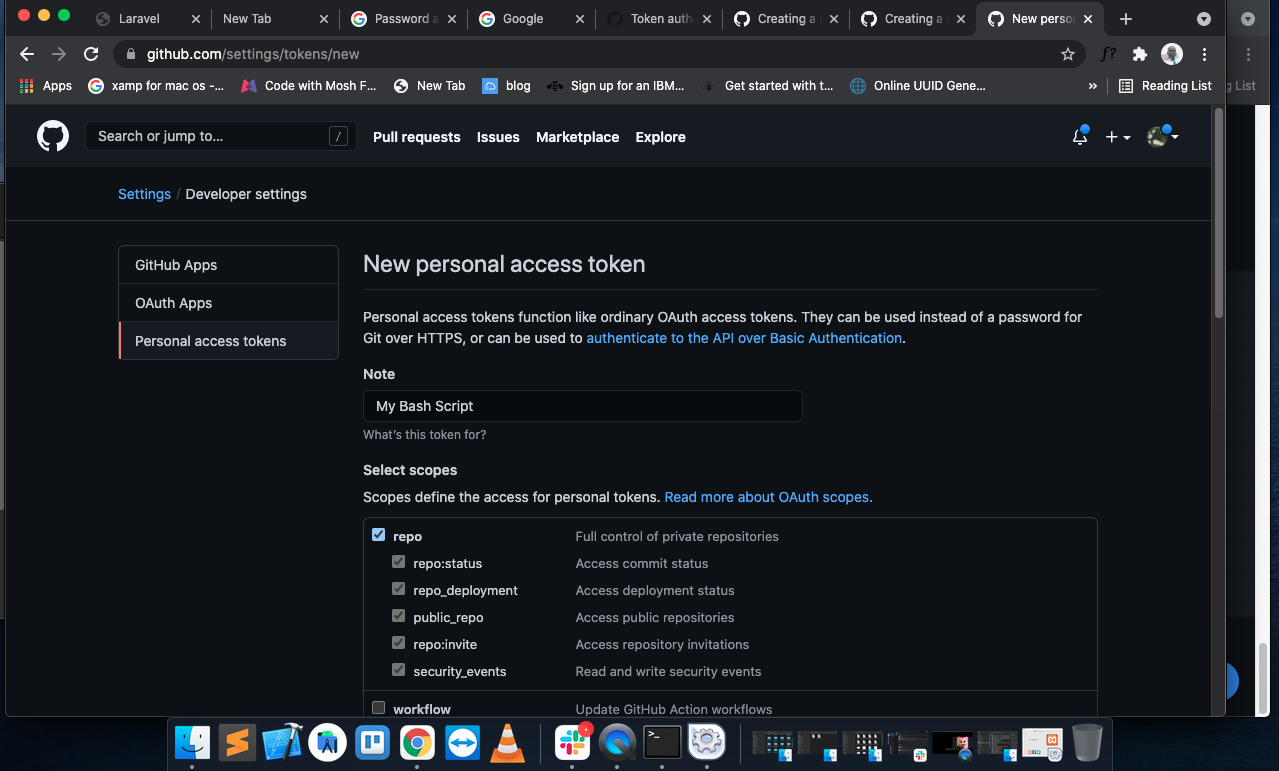 Laravel
New Tab
Password a
Google
Token auth
Creating a p
Creating a
New perso
github.com/settings/tokens/new
f?
Apps
xamp for mac os -...
Code with Mosh F...
New Tab
blog
Sign up for an IBM...
Get started with t...
Online UUID Gene...
»
Reading List
g List
Search or jump to...
/
Pull requests
Issues
Marketplace
Explore
Settings / Developer settings
GitHub Apps
OAuth Apps
Personal access tokens
New personal access token
Personal access tokens function like ordinary OAuth access tokens. They can be used instead of a password for
Git over HTTPS, or can be used to authenticate to the API over Basic Authentication.
Note
My Bash Script
What's this token for?
Select scopes
Scopes define the access for personal tokens. Read more about OAuth scopes.
repo Full control of private repositories
repo:status Access commit status
repo_deployment Access deployment status
public_repo Access public repositories
repo:invite Access repository invitations
security_events Read and write security events
workflow Update GitHub Action workflows